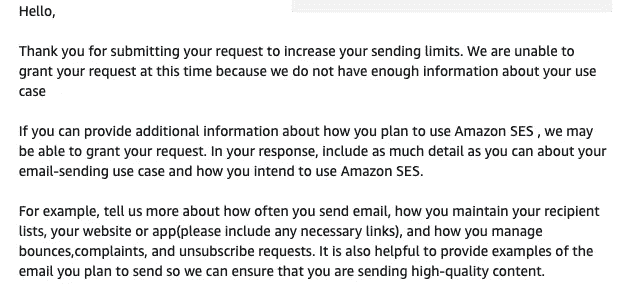 Hello,
Thank you for submitting your request to increase your sending limits. We are unable to
grant your request at this time because we do not have enough information about your use
case
If you can provide additional information about how you plan to use Amazon SES , we may
be able to grant your request. In your response, include as much detail as you can about your
email-sending use case and how you intend to use Amazon SES.
For example, tell us more about how often you send email, how you maintain your recipient
lists, your website or app(please include any necessary links), and how you manage
bounces,complaints, and unsubscribe requests. It is also helpful to provide examples of the
email you plan to send so we can ensure that you are sending high-quality content.